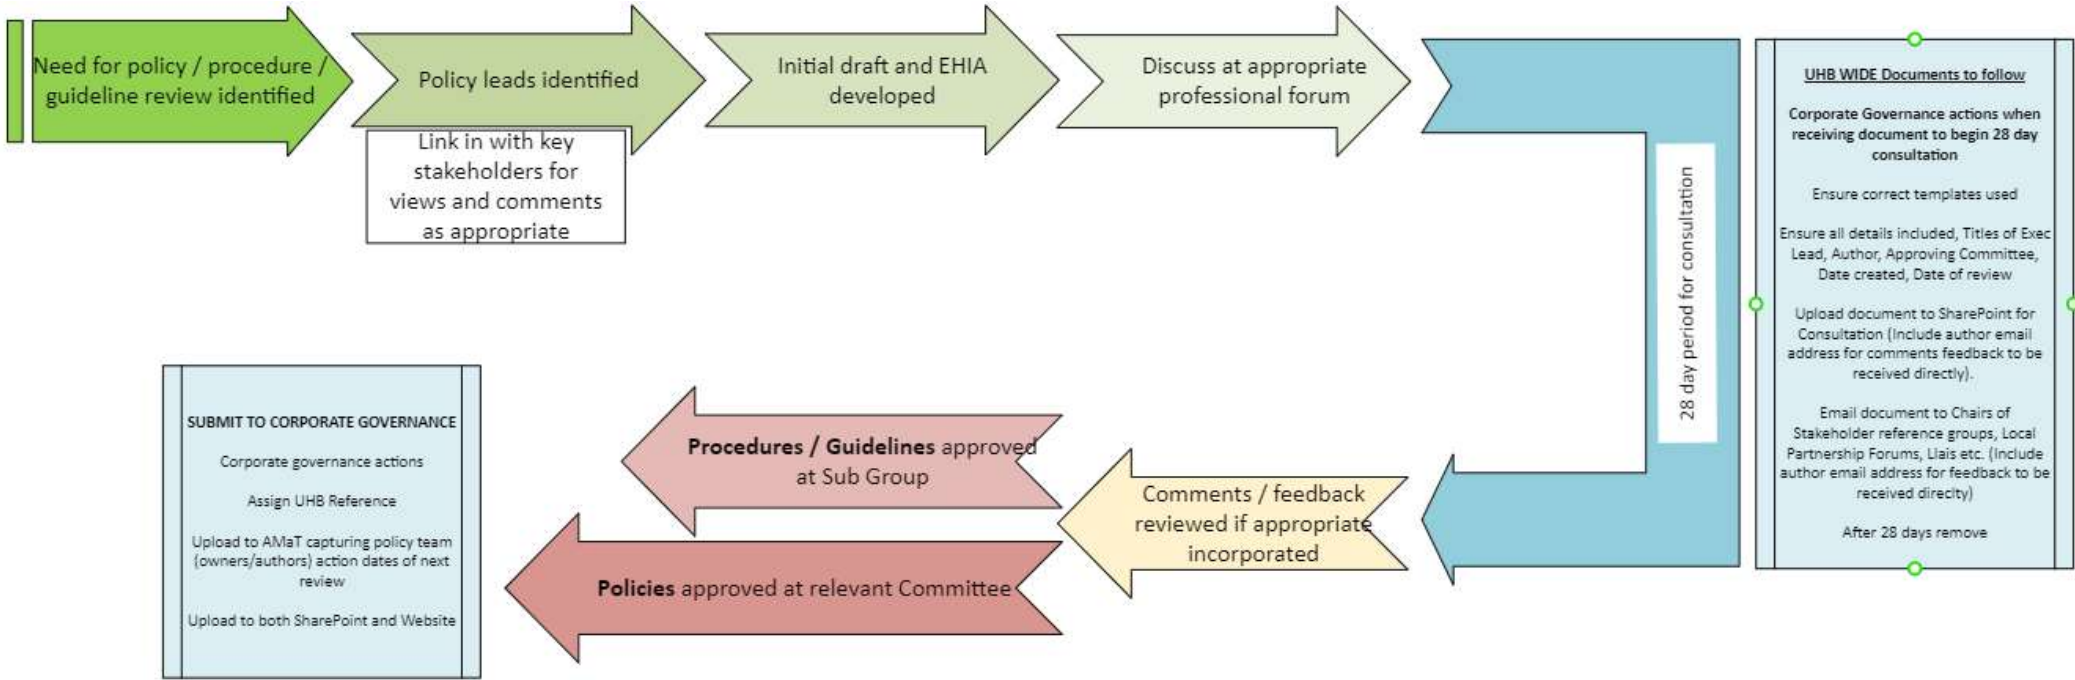 Need for policy / procedure /
guideline review identified
Policy leads identified
Link in with key
stakeholders for
views and comments
as appropriate
Initial draft and EHIA
developed
Discuss at appropriate
professional forum
28 day period for consultation
UHB WIDE Documents to follow
Corporate Governance actions when
receiving document to begin 28 day
consultation
Ensure correct templates used
Ensure all details included, Titles of Exec
Lead, Author, Approving Committee,
Date created, Date of review
Upload document to SharePoint for
Consultation (Include author email
address for comments feedback to be
received directly).
Email document to Chairs of
Stakeholder reference groups, Local
Partnership Forums, Llais etc. (Include
author email address for feedback to be
received direclty)
After 28 days remove
Comments / feedback
reviewed if appropriate
incorporated
Procedures / Guidelines approved
at Sub Group
Policies approved at relevant Committee
SUBMIT TO CORPORATE GOVERNANCE
Corporate governance actions
Assign UHB Reference
Upload to AMaT capturing policy team
(owners/authors) action dates of next
review
Upload to both SharePoint and Website